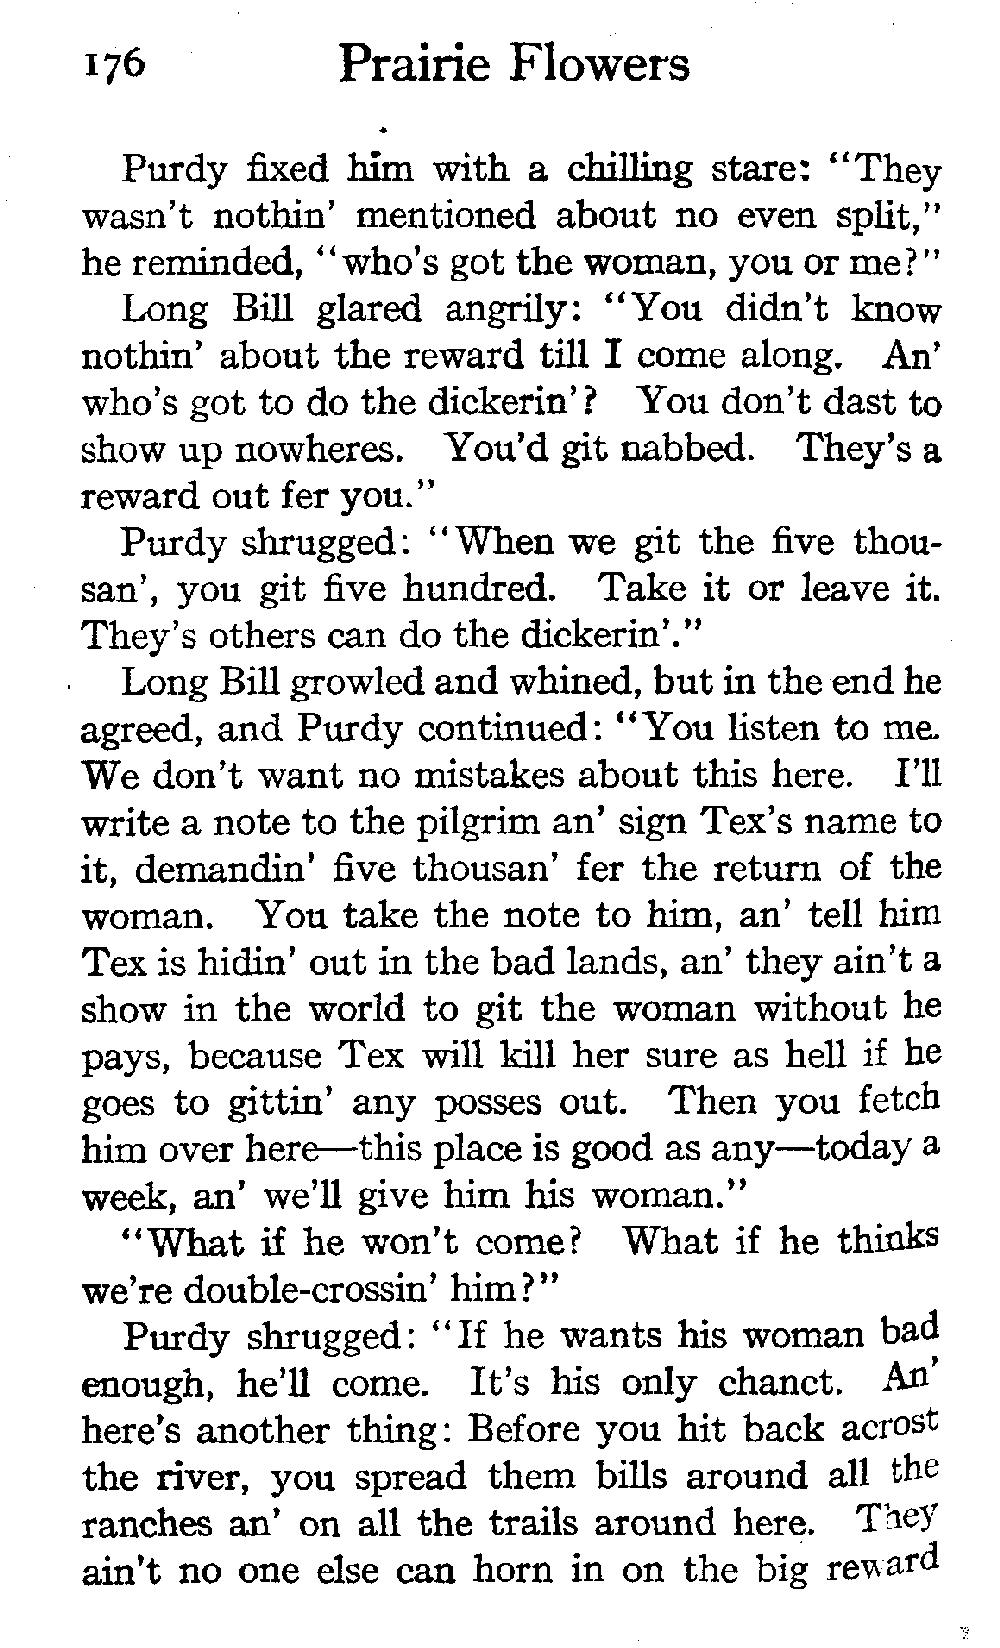 176 Prairie Flowers
Purdy fixed him with a chilling stare: "They
wasn't nothin' mentioned about no even split,"
he reminded, "who's got the woman, you or me?"
Long Bill glared angrily: "You didn't know
nothin' about the reward till I come along. An'
who's got to do the dickerin'? You don't dast to
show up nowheres. You'd git nabbed. They's a
reward out fer you."
Purdy shrugged: "When we git the five thou-
san', you git five hundred. Take it or leave it.
They's others can do the dickerin'."
Long Bill growled and whined, but in the end he
agreed, and Purdy continued: "You listen to me.
We don't want no mistakes about this here. I'll
write a note to the pilgrim an' sign Tex's name to
it, demandin' five thousan' fer the return of the
woman. You take the note to him, an' tell him
Tex is hidin' out in the bad lands, an' they ain't a
show in the world to git the woman without he
pays, because Tex will kill her sure as hell if he
goes to gittin' any posses out. Then you fetch
him over here—this place is good as any—today a
week, an' we'll give him his woman."
"What if he won't come? What if he thinks
we're double-crossin' him?"
Purdy shrugged: "If he wants his woman bad
enough, he'll come. It's his only chanct. An'
here's another thing: Before you hit back acrost
the river, you spread them bills around all the
ranches an' on all the trails around here. They
ain't no one else can horn in on the big reward